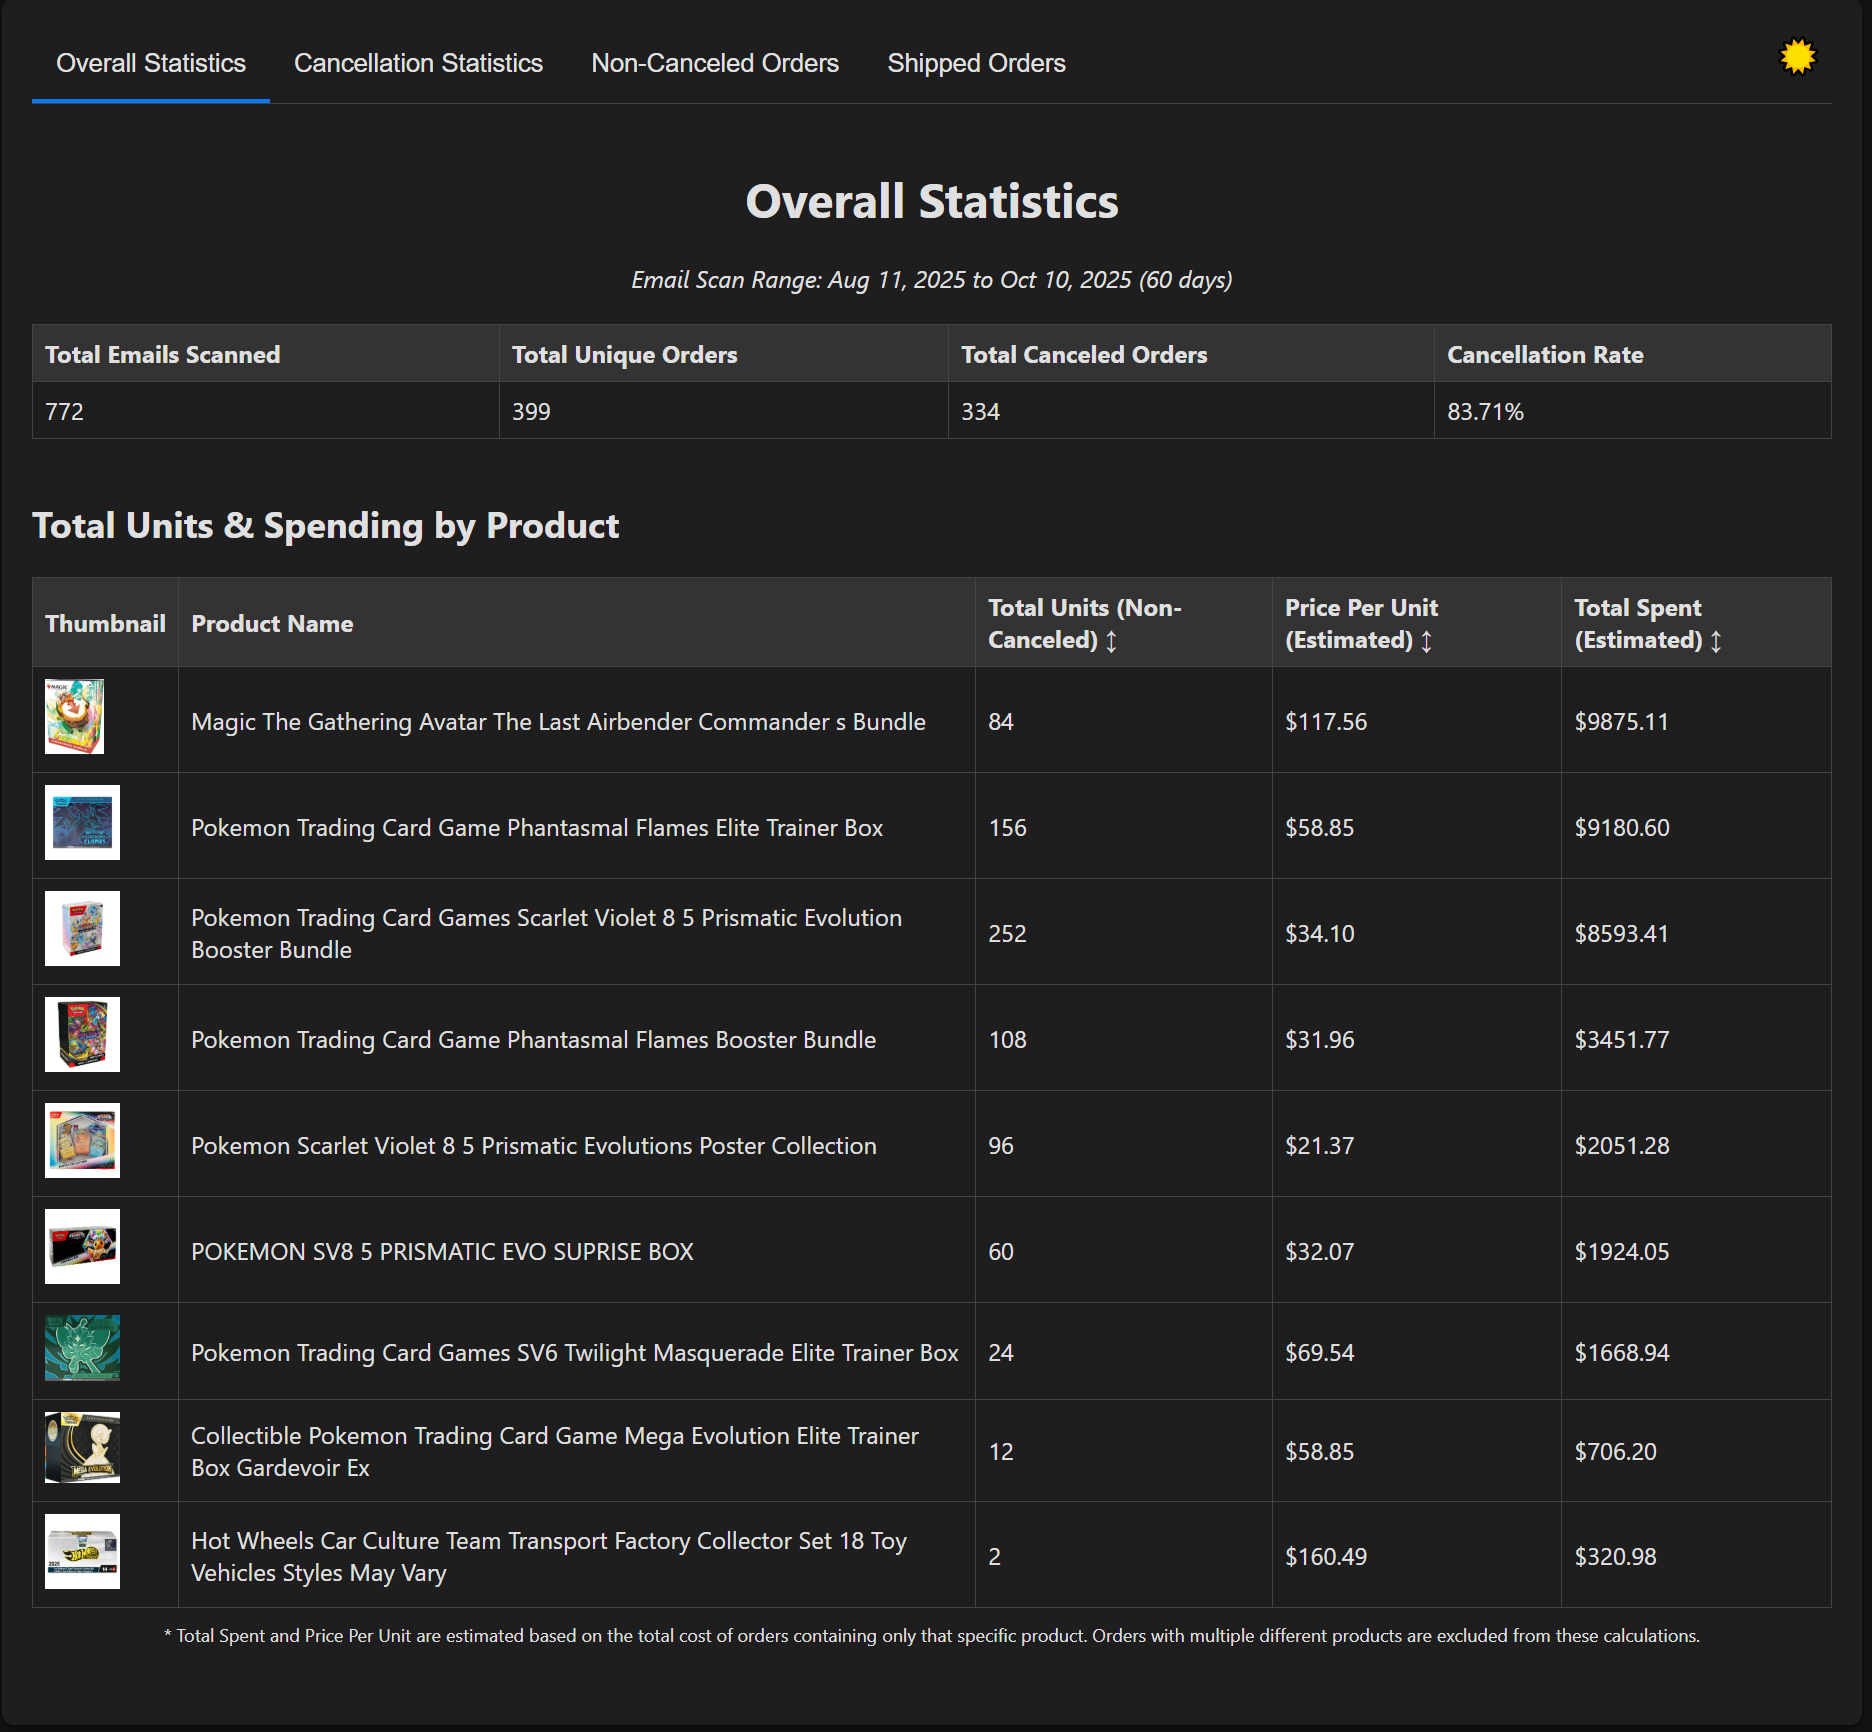 Overall Statistics
Cancellation Statistics
Non-Canceled Orders
Shipped Orders
Overall Statistics
Email Scan Range: Aug 11, 2025 to Oct 10, 2025 (60 days)
Total Emails Scanned
Total Unique Orders
Total Canceled Orders
Cancellation Rate
772
399
334
83.71%
Total Units & Spending by Product
Thumbnail
Product Name
Total Units (Non-
Canceled) ↕
Price Per Unit
(Estimated) ↕
Total Spent
(Estimated) ↕
MAGIC
Magic The Gathering Avatar The Last Airbender Commander s Bundle
84
$117.56
$9875.11
Pokemon Trading Card Game Phantasmal Flames Elite Trainer Box
156
$58.85
$9180.60
Pokemon Trading Card Games Scarlet Violet 8 5 Prismatic Evolution
Booster Bundle
252
$34.10
$8593.41
Pokemon Trading Card Game Phantasmal Flames Booster Bundle
108
$31.96
$3451.77
Pokemon Scarlet Violet 8 5 Prismatic Evolutions Poster Collection
96
$21.37
$2051.28
POKEMON SV8 5 PRISMATIC EVO SUPRISE BOX
60
$32.07
$1924.05
Pokemon Trading Card Games SV6 Twilight Masquerade Elite Trainer Box
24
$69.54
$1668.94
MEGA EVOLUTION
Collectible Pokemon Trading Card Game Mega Evolution Elite Trainer
Box Gardevoir Ex
12
$58.85
$706.20
2025
Hot Wheels Car Culture Team Transport Factory Collector Set 18 Toy
Vehicles Styles May Vary
2
$160.49
$320.98
* Total Spent and Price Per Unit are estimated based on the total cost of orders containing only that specific product. Orders with multiple different products are excluded from these calculations.